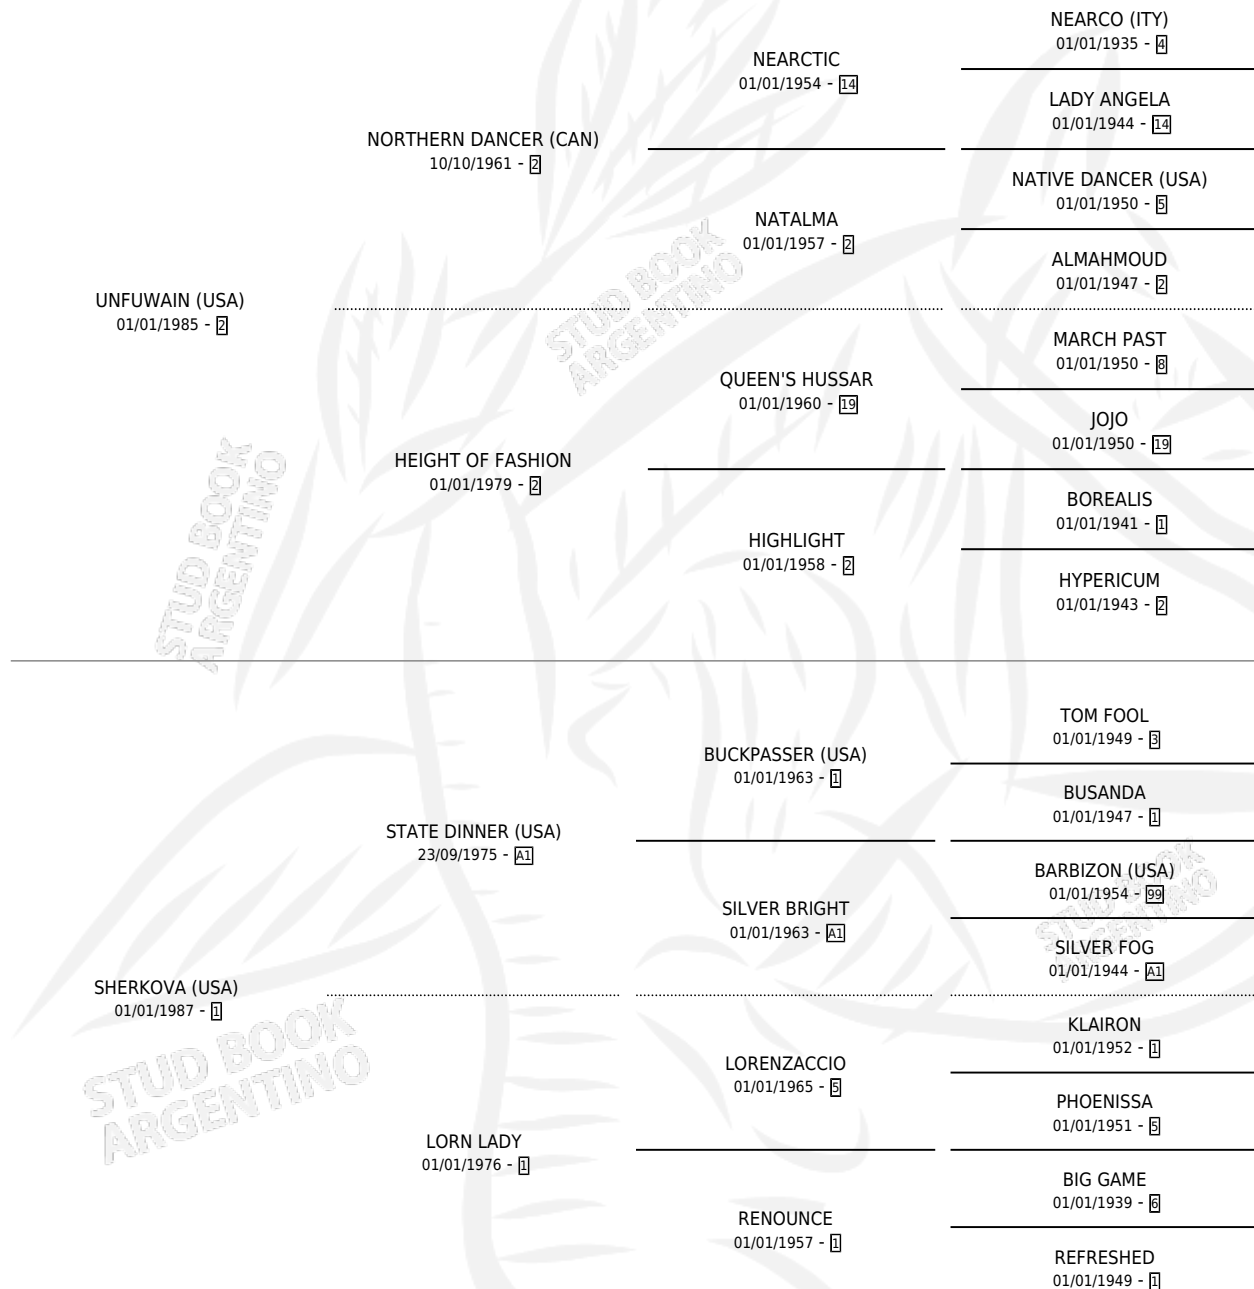 NEARCO (ITY)
01/01/1935 - 4
NEARCTIC
01/01/1954 - 14
LADY ANGELA
01/01/1944 - 14
NORTHERN DANCER (CAN)
10/10/1961 - 2
NATIVE DANCER (USA)
01/01/1950 - 5
NATALMA
01/01/1957 - 2
ALMAHMOUD
01/01/1947 - 2
UNFUWAIN (USA)
01/01/1985 - 2
MARCH PAST
01/01/1950 - 8
QUEEN'S HUSSAR
01/01/1960 - 19
JOJO
01/01/1950 - 19
HEIGHT OF FASHION
01/01/1979 - 2
BOREALIS
01/01/1941 - 1
HIGHLIGHT
01/01/1958 - 2
HYPERICUM
01/01/1943 - 2
STUD BOOK
ARGENTINO
STUD BOOK
ARGENTINO
TOM FOOL
01/01/1949 - 3
BUCKPASSER (USA)
01/01/1963 - 1
BUSANDA
01/01/1947 - 1
STATE DINNER (USA)
23/09/1975 - A1
BARBIZON (USA)
01/01/1954 - 99
SILVER BRIGHT
01/01/1963 - A1
SILVER FOG
01/01/1944 - A1
SHERKOVA (USA)
01/01/1987 - 1
KLAIRON
01/01/1952 - 1
LORENZACCIO
01/01/1965 - 5
PHOENISSA
01/01/1951 - 5
LORN LADY
01/01/1976 - 1
BIG GAME
01/01/1939 - 6
RENOUNCE
01/01/1957 - 1
REFRESHED
01/01/1949 - 1
STUD BOOK
ARGENTINO
STUD BOOK
ARGENTINO